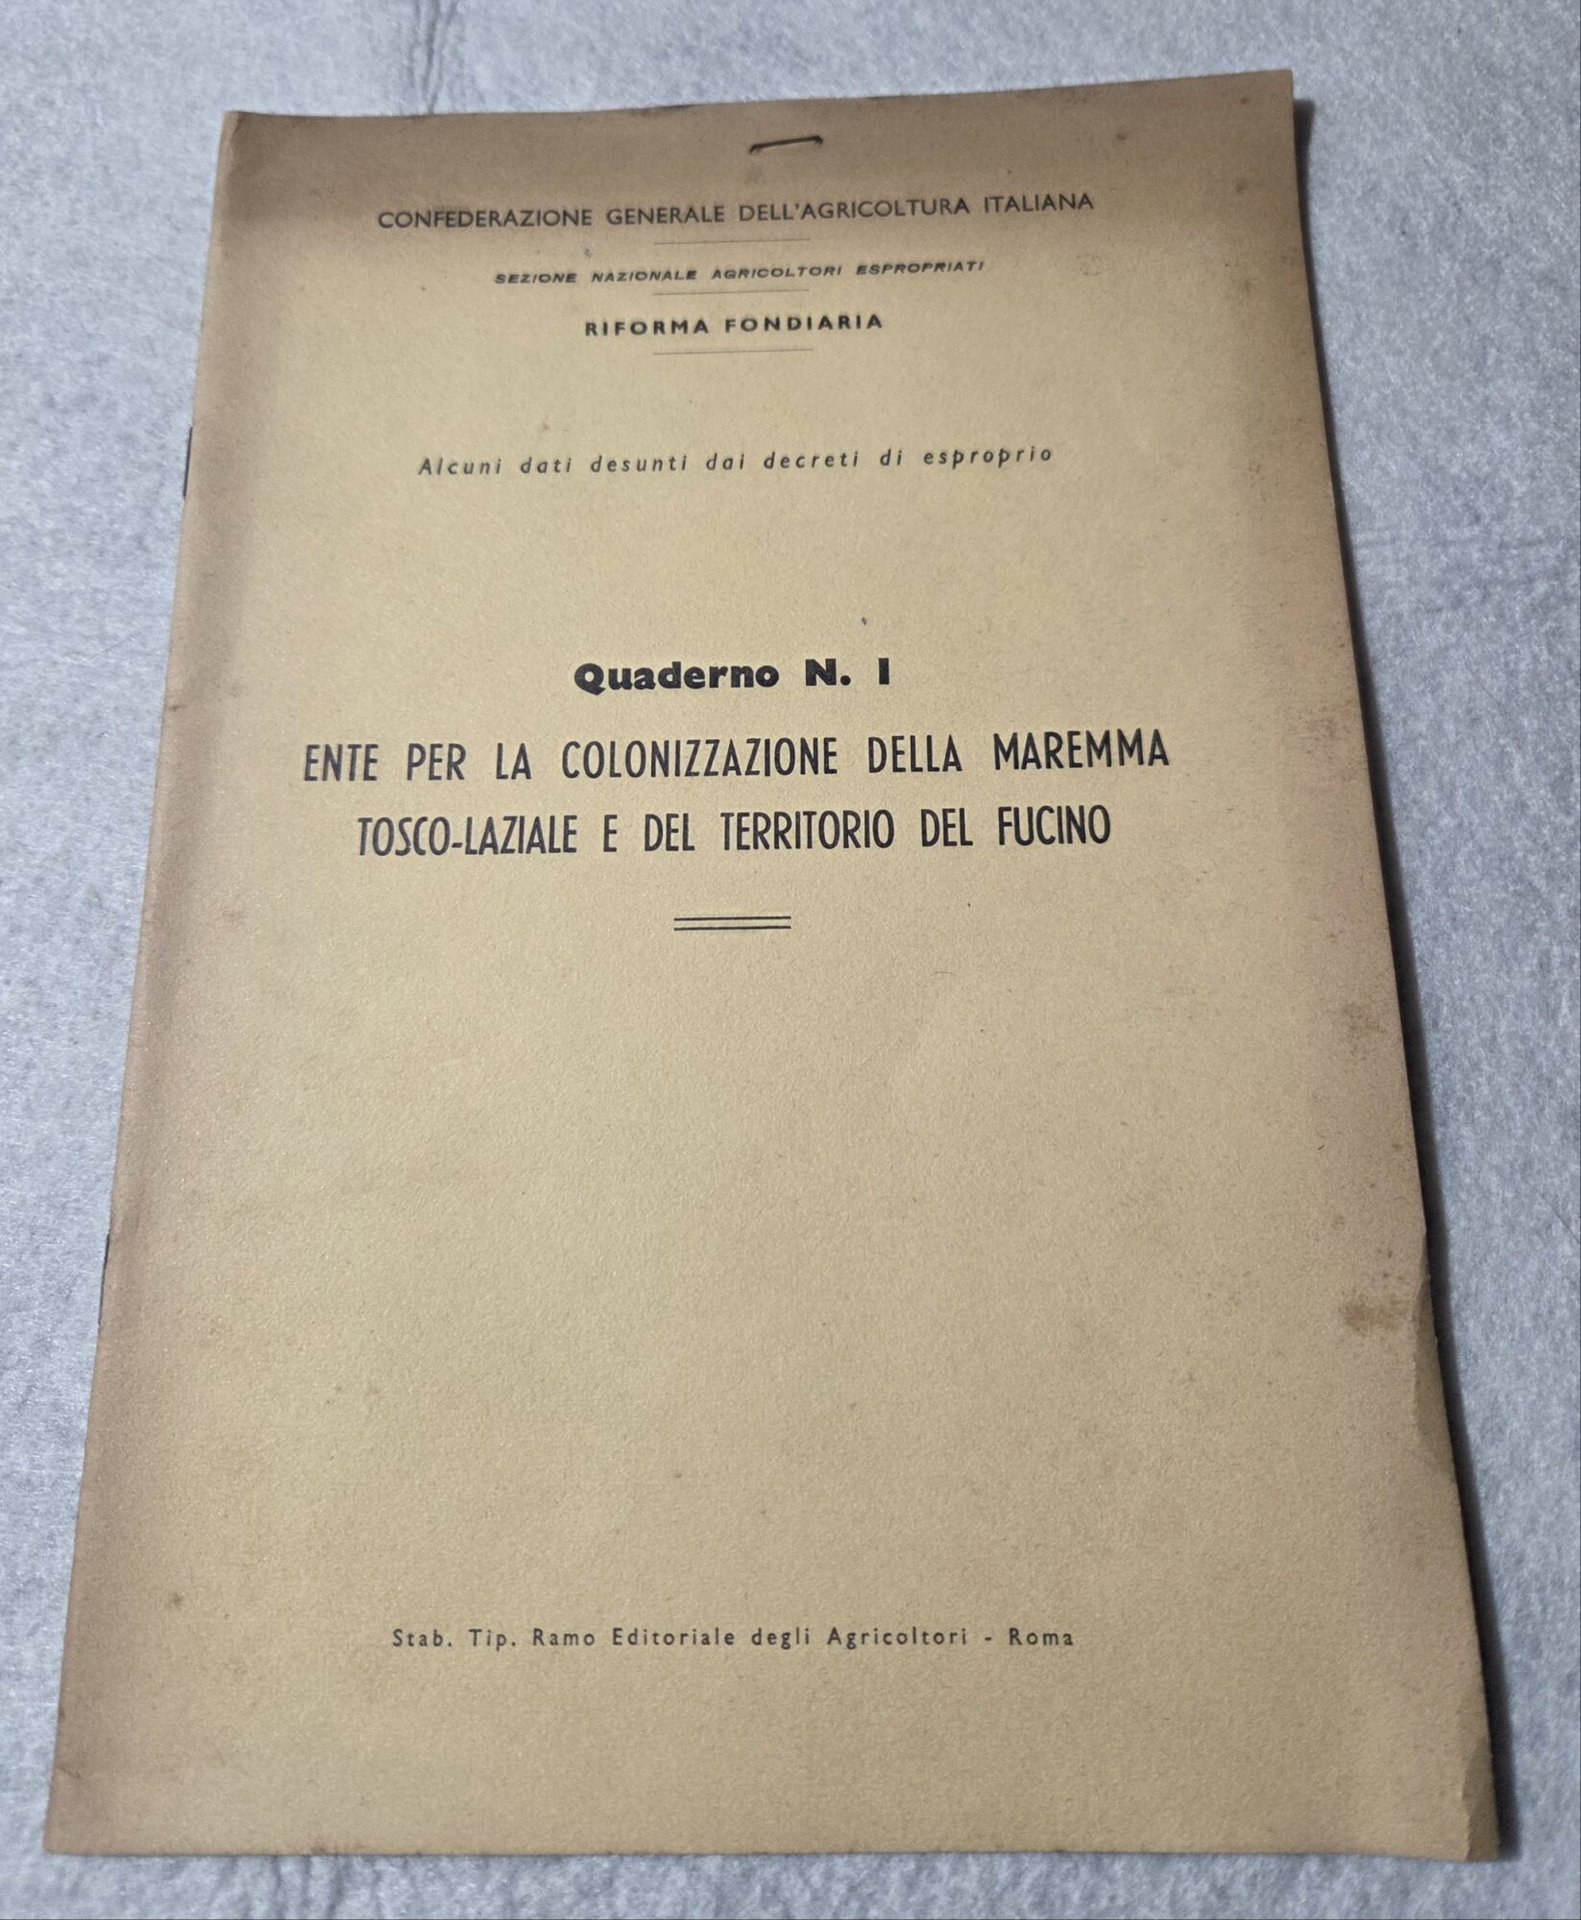 CONFEDERAZIONE GENERALE DELL'AGRICOLTURA ITALIANA
SEZIONE NAZIONALE AGRICOLTORI ESPROPRIATI
RIFORMA FONDIARIA
Alcuni dati desunti dai decreti di esproprio
Quaderno N. I
ENTE PER LA COLONIZZAZIONE DELLA MAREMMA
TOSCO-LAZIALE E DEL TERRITORIO DEL FUCINO
Stab. Tip. Ramo Editoriale degli Agricoltori - Roma